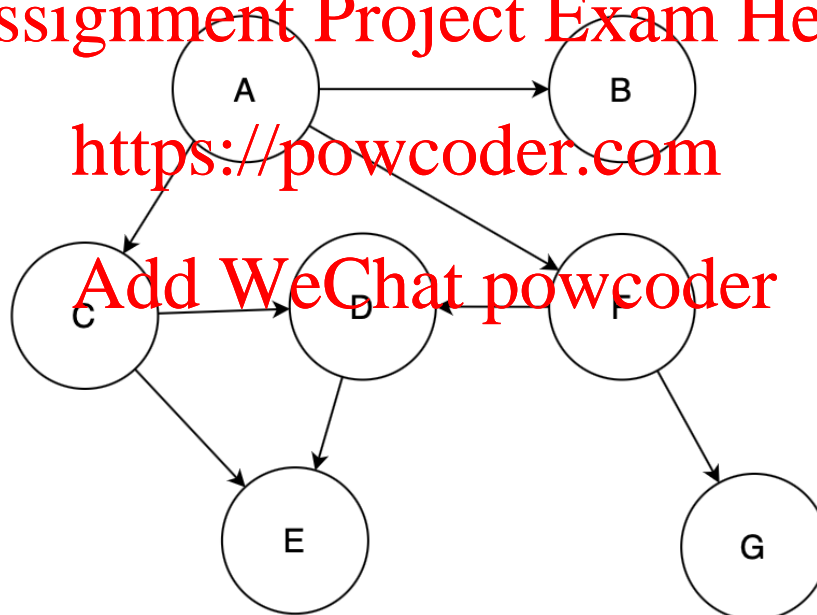 ssignment Project Exam He
A B
https://powcoder.com
Add WeChat powcoder
C D F
E G